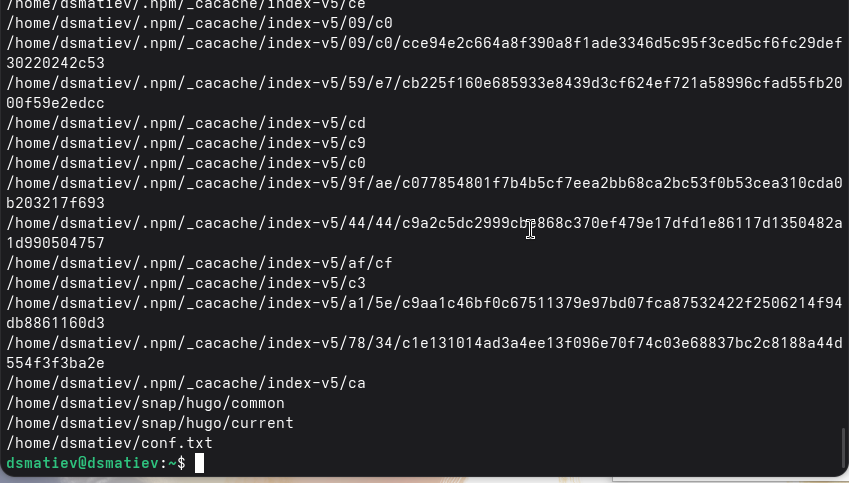 /home/dsmatiev/.npm/_cacache/index-v5/ce
/home/dsmatiev/.npm/_cacache/index-v5/09/c0
/home/dsmatiev/.npm/_cacache/index-v5/09/c0/cce94e2c664a8f390a8f1ade3346d5c95f3ced5cf6fc29def
30220242c53
/home/dsmatiev/.npm/_cacache/index-v5/59/e7/cb225f160e685933e8439d3cf624ef721a58996cfad55fb20
00f59e2edcc
/home/dsmatiev/.npm/_cacache/index-v5/cd
/home/dsmatiev/.npm/_cacache/index-v5/c9
/home/dsmatiev/.npm/_cacache/index-v5/c0
/home/dsmatiev/.npm/_cacache/index-v5/9f/ae/c077854801f7b4b5cf7eea2bb68ca2bc53f0b53cea310cda0
b203217f693
/home/dsmatiev/.npm/_cacache/index-v5/44/44/c9a2c5dc2999cbe868c370ef479e17dfd1e86117d1350482a
1d990504757
/home/dsmatiev/.npm/_cacache/index-v5/af/cf
/home/dsmatiev/.npm/_cacache/index-v5/c3
/home/dsmatiev/.npm/_cacache/index-v5/a1/5e/c9aa1c46bf0c67511379e97bd07fca87532422f2506214f94
db8861160d3
/home/dsmatiev/.npm/_cacache/index-v5/78/34/c1e131014ad3a4ee13f096e70f74c03e68837bc2c8188a44d
554f3f3ba2e
/home/dsmatiev/.npm/_cacache/index-v5/ca
/home/dsmatiev/snap/hugo/common
/home/dsmatiev/snap/hugo/current
/home/dsmatiev/conf.txt
dsmatiev@dsmatiev:~$